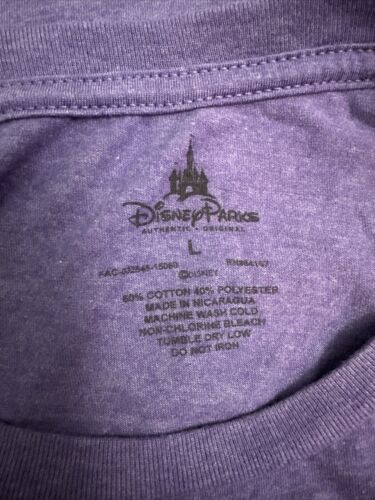 Disney Parks
AUTHENTIC • ORIGINAL
L
©DISNEY
60% COTTON 40% POLYESTER
MADE IN NICARAGUA
MACHINE WASH COLD
NON-CHLORINE BLEACH
TUMBLE DRY LOW
DO NOT IRON